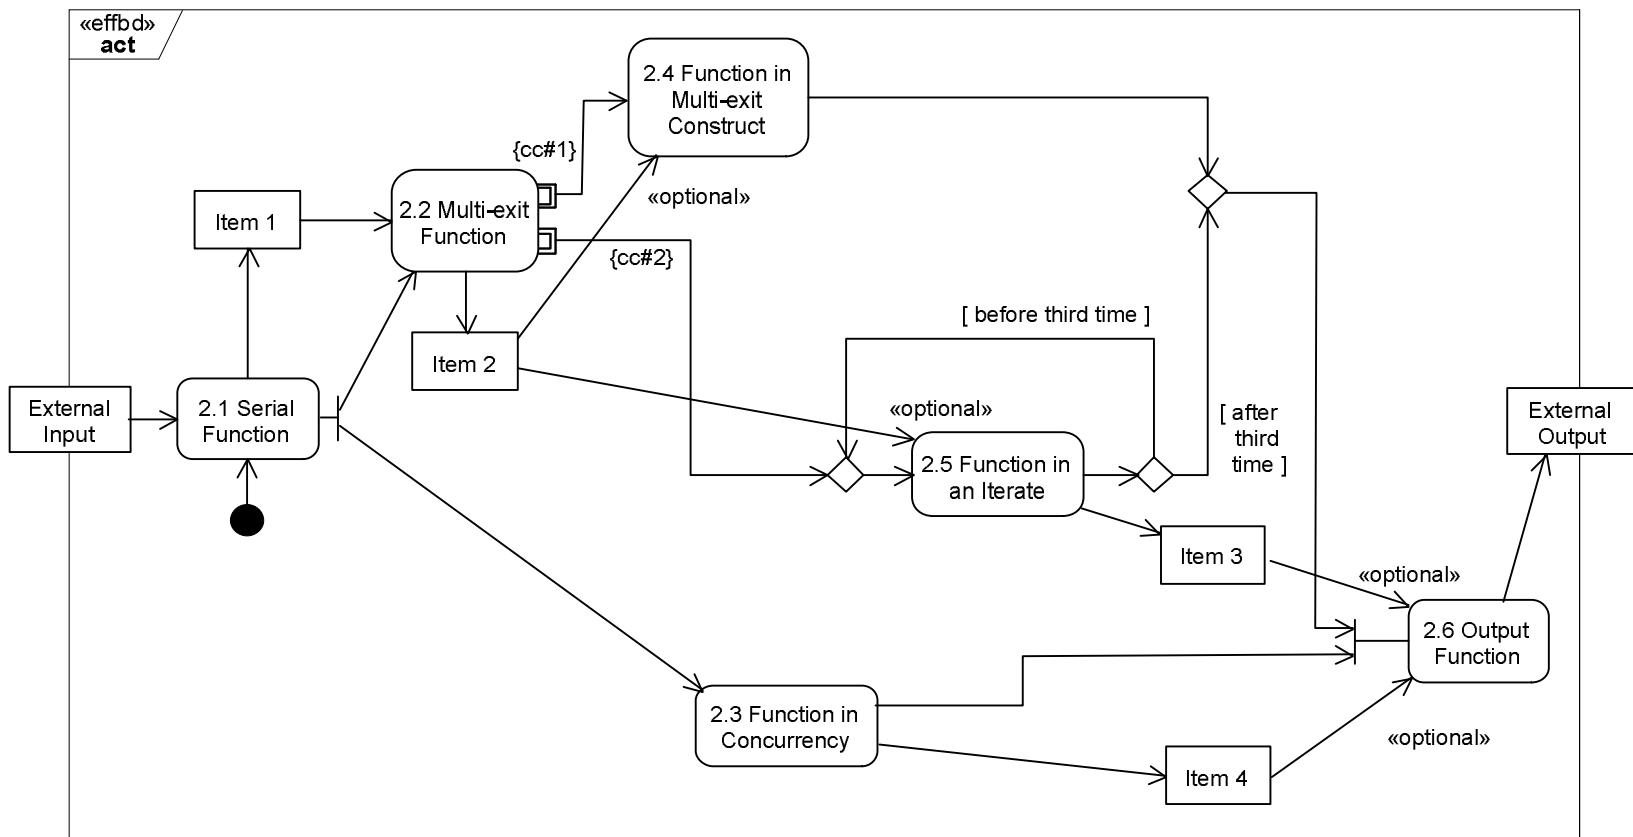 «effbd»
act
2.4 Function in
Multi-exit
Construct
{cc#1}
«optional»
Item 1
2.2 Multi-exit
Function
{cc#2}
[ before third time ]
Item 2
External
Input
2.1 Serial
Function
«optional»
[ after
third
time ]
External
Output
2.5 Function in
an Iterate
Item 3
«optional»
2.6 Output
Function
2.3 Function in
Concurrency
«optional»
Item 4